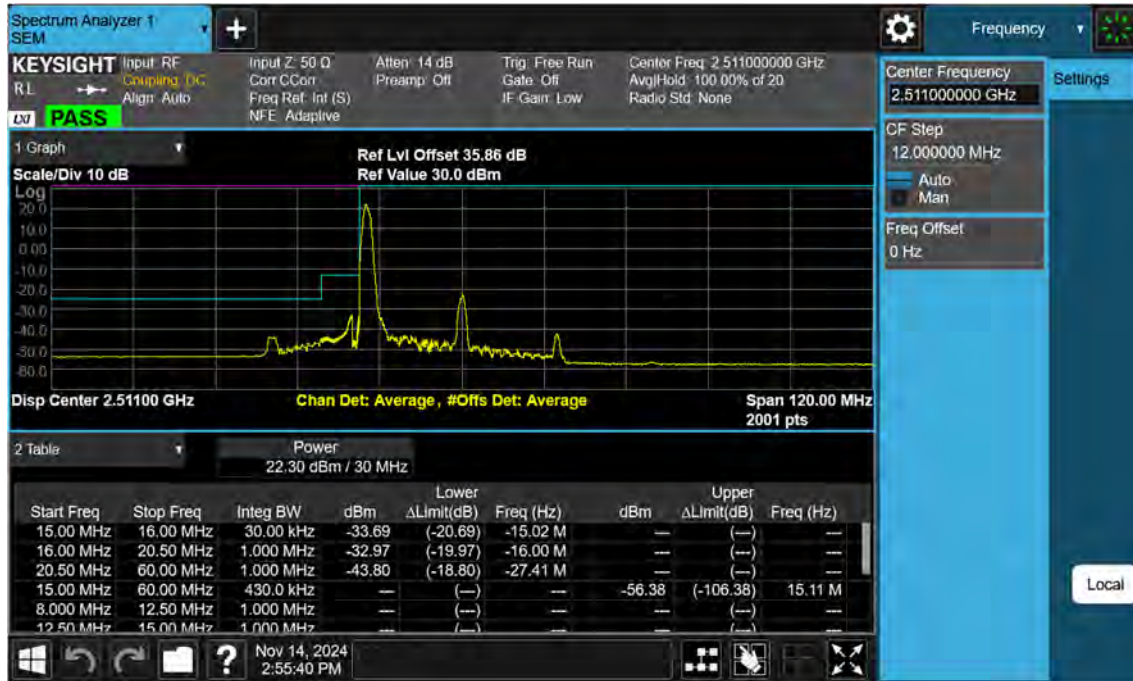 Spectrum Analyzer 1
SEM
Frequency
KEYSIGHT
R L
LXI
PASS
Input: RF
Coupling: DC
Align: Auto
Input Z: 50 Ω
Corr CCorr
Freq Ref: Int (S)
NFE: Adaptive
Atten: 14 dB
Preamp: Off
Trig: Free Run
Gate: Off
IF Gain: Low
Center Freq: 2.511000000 GHz
Avg|Hold: 100.00% of 20
Radio Std: None
Center Frequency
2.511000000 GHz
Settings
CF Step
12.000000 MHz
Auto
Man
Freq Offset
0 Hz
1 Graph
Scale/Div 10 dB
Ref Lvl Offset 35.86 dB
Ref Value 30.0 dBm
Log
20.0
10.0
0.00
-10.0
-20.0
-30.0
-40.0
-50.0
-60.0
Disp Center 2.51100 GHz
Chan Det: Average , #Offs Det: Average
Span 120.00 MHz
2001 pts
2 Table
Power
22.30 dBm / 30 MHz
Lower Upper
Start Freq Stop Freq Integ BW dBm ΔLimit(dB) Freq (Hz) dBm ΔLimit(dB) Freq (Hz)
15.00 MHz 16.00 MHz 30.00 kHz -33.69 (-20.69) -15.02 M --- (---) ---
16.00 MHz 20.50 MHz 1.000 MHz -32.97 (-19.97) -16.00 M --- (---) ---
20.50 MHz 60.00 MHz 1.000 MHz -43.80 (-18.80) -27.41 M --- (---) ---
15.00 MHz 60.00 MHz 430.0 kHz --- (---) --- -56.38 (-106.38) 15.11 M
8.000 MHz 12.50 MHz 1.000 MHz --- (---) --- --- (---) ---
12.50 MHz 15.00 MHz 1.000 MHz --- (---) --- --- (---) ---
Local
?
Nov 14, 2024
2:55:40 PM